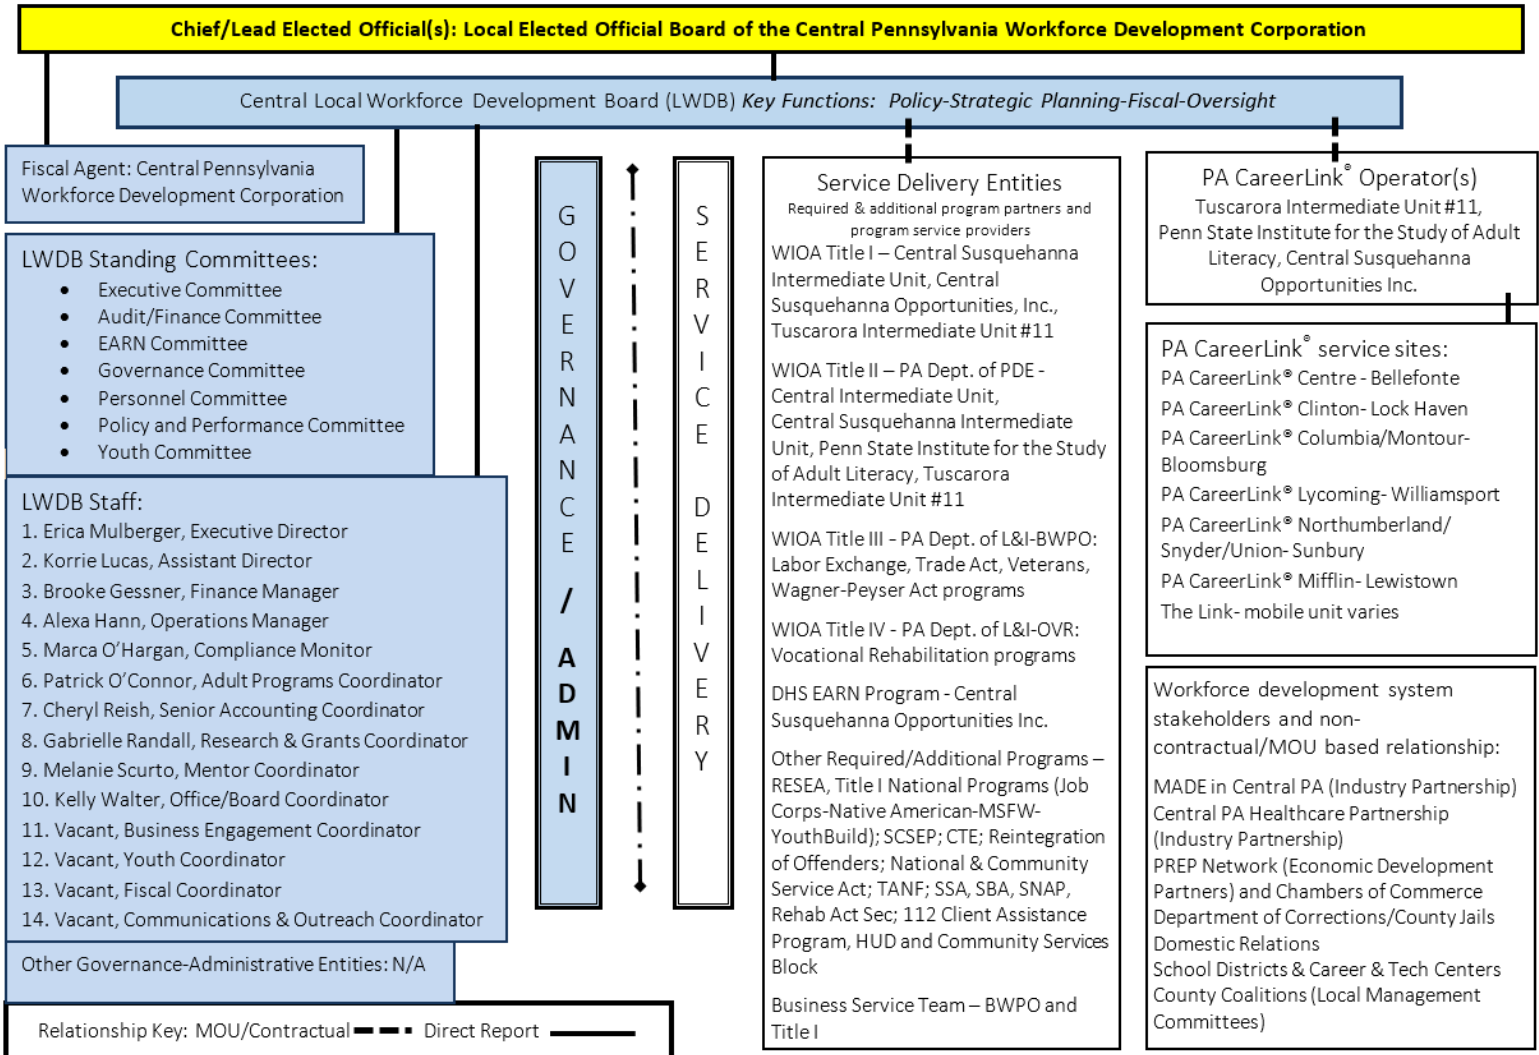 Chief/Lead Elected Official(s): Local Elected Official Board of the Central Pennsylvania Workforce Development Corporation
Central Local Workforce Development Board (LWDB) Key Functions: Policy-Strategic Planning-Fiscal-Oversight
Fiscal Agent: Central Pennsylvania
Workforce Development Corporation
LWDB Standing Committees:
• Executive Committee
• Audit/Finance Committee
• EARN Committee
• Governance Committee
• Personnel Committee
• Policy and Performance Committee
• Youth Committee
LWDB Staff:
1. Erica Mulberger, Executive Director
2. Korrie Lucas, Assistant Director
3. Brooke Gessner, Finance Manager
4. Alexa Hann, Operations Manager
5. Marca O’Hargan, Compliance Monitor
6. Patrick O’Connor, Adult Programs Coordinator
7. Cheryl Reish, Senior Accounting Coordinator
8. Gabrielle Randall, Research & Grants Coordinator
9. Melanie Scurto, Mentor Coordinator
10. Kelly Walter, Office/Board Coordinator
11. Vacant, Business Engagement Coordinator
12. Vacant, Youth Coordinator
13. Vacant, Fiscal Coordinator
14. Vacant, Communications & Outreach Coordinator
Other Governance-Administrative Entities: N/A
Relationship Key: MOU/Contractual Direct Report
GOVERNANCE / ADMIN
SERVICE DELIVERY
Service Delivery Entities
Required & additional program partners and
program service providers
WIOA Title I – Central Susquehanna
Intermediate Unit, Central
Susquehanna Opportunities, Inc.,
Tuscarora Intermediate Unit #11
WIOA Title II – PA Dept. of PDE -
Central Intermediate Unit,
Central Susquehanna Intermediate
Unit, Penn State Institute for the Study
of Adult Literacy, Tuscarora
Intermediate Unit #11
WIOA Title III - PA Dept. of L&I-BWPO:
Labor Exchange, Trade Act, Veterans,
Wagner-Peyser Act programs
WIOA Title IV - PA Dept. of L&I-OVR:
Vocational Rehabilitation programs
DHS EARN Program - Central
Susquehanna Opportunities Inc.
Other Required/Additional Programs –
RESEA, Title I National Programs (Job
Corps-Native American-MSFW-
YouthBuild); SCSEP; CTE; Reintegration
of Offenders; National & Community
Service Act; TANF; SSA, SBA, SNAP,
Rehab Act Sec; 112 Client Assistance
Program, HUD and Community Services
Block
Business Service Team – BWPO and
Title I
PA CareerLink® Operator(s)
Tuscarora Intermediate Unit #11,
Penn State Institute for the Study of Adult
Literacy, Central Susquehanna
Opportunities Inc.
PA CareerLink® service sites:
PA CareerLink® Centre - Bellefonte
PA CareerLink® Clinton- Lock Haven
PA CareerLink® Columbia/Montour-
Bloomsburg
PA CareerLink® Lycoming- Williamsport
PA CareerLink® Northumberland/
Snyder/Union- Sunbury
PA CareerLink® Mifflin- Lewistown
The Link- mobile unit varies
Workforce development system
stakeholders and non-
contractual/MOU based relationship:
MADE in Central PA (Industry Partnership)
Central PA Healthcare Partnership
(Industry Partnership)
PREP Network (Economic Development
Partners) and Chambers of Commerce
Department of Corrections/County Jails
Domestic Relations
School Districts & Career & Tech Centers
County Coalitions (Local Management
Committees)